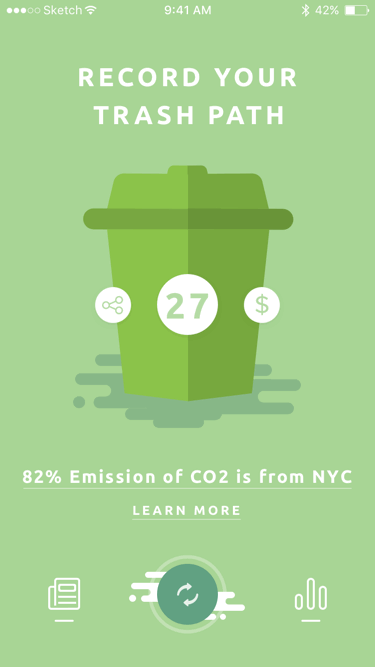 Sketch 9:41 AM 42%
RECORD YOUR
TRASH PATH
27 $
82% Emission of CO2 is from NYC
LEARN MORE